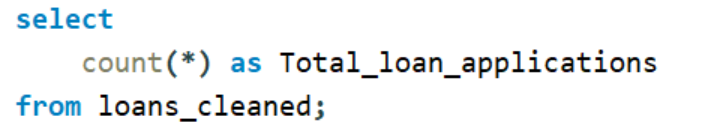 select
    count(*) as Total_loan_applications
from loans_cleaned;